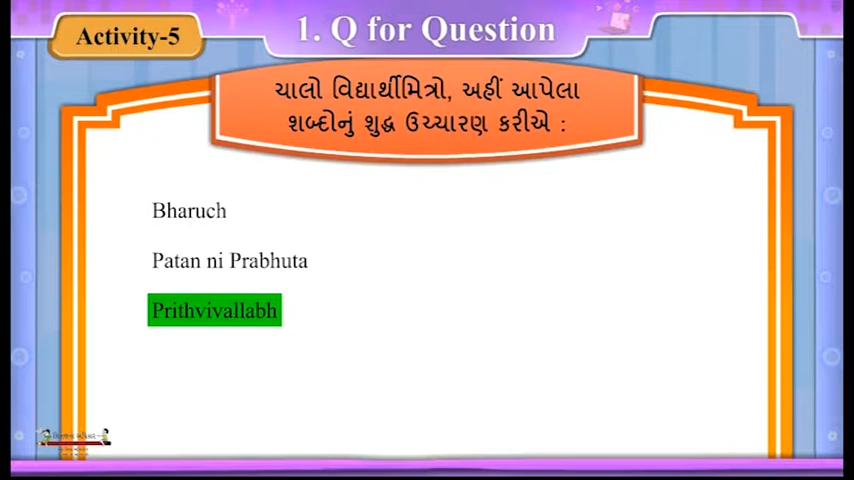 Activity-5
1. Q for Question
ચાલો વિદ્યાર્થીમિત્રો, અહીં આપેલા
શબ્દોનું શુદ્ધ ઉચ્ચારણ કરીએ :
Bharuch
Patan ni Prabhuta
Prithvivallabh